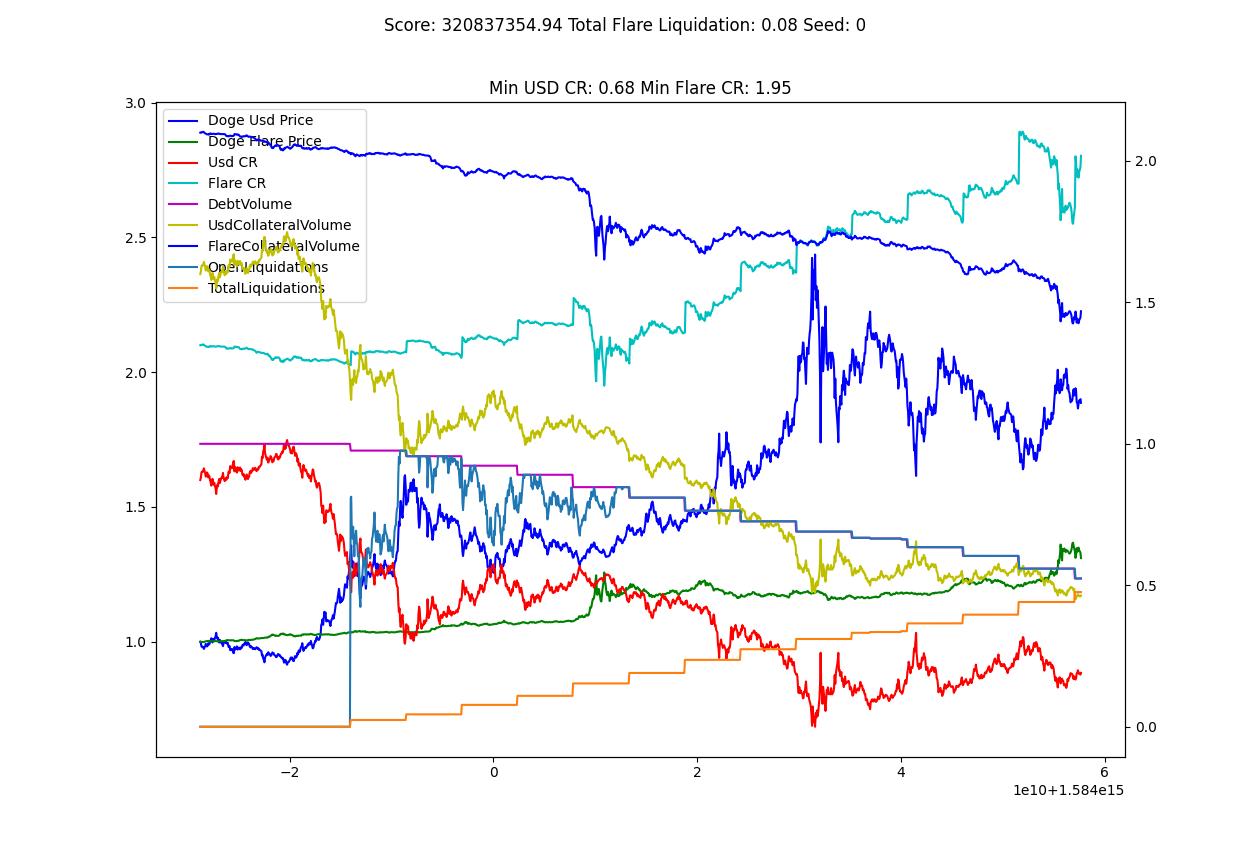 Score: 320837354.94 Total Flare Liquidation: 0.08 Seed: 0
Min USD CR: 0.68 Min Flare CR: 1.95
3.0
2.5
2.0
1.5
1.0
Doge Usd Price
Doge Flare Price
Usd CR
Flare CR
DebtVolume
UsdCollateralVolume
FlareCollateralVolume
OpenLiquidations
TotalLiquidations
2.0
1.5
1.0
0.5
0.0
−2 0 2 4 6
1e10+1.584e15